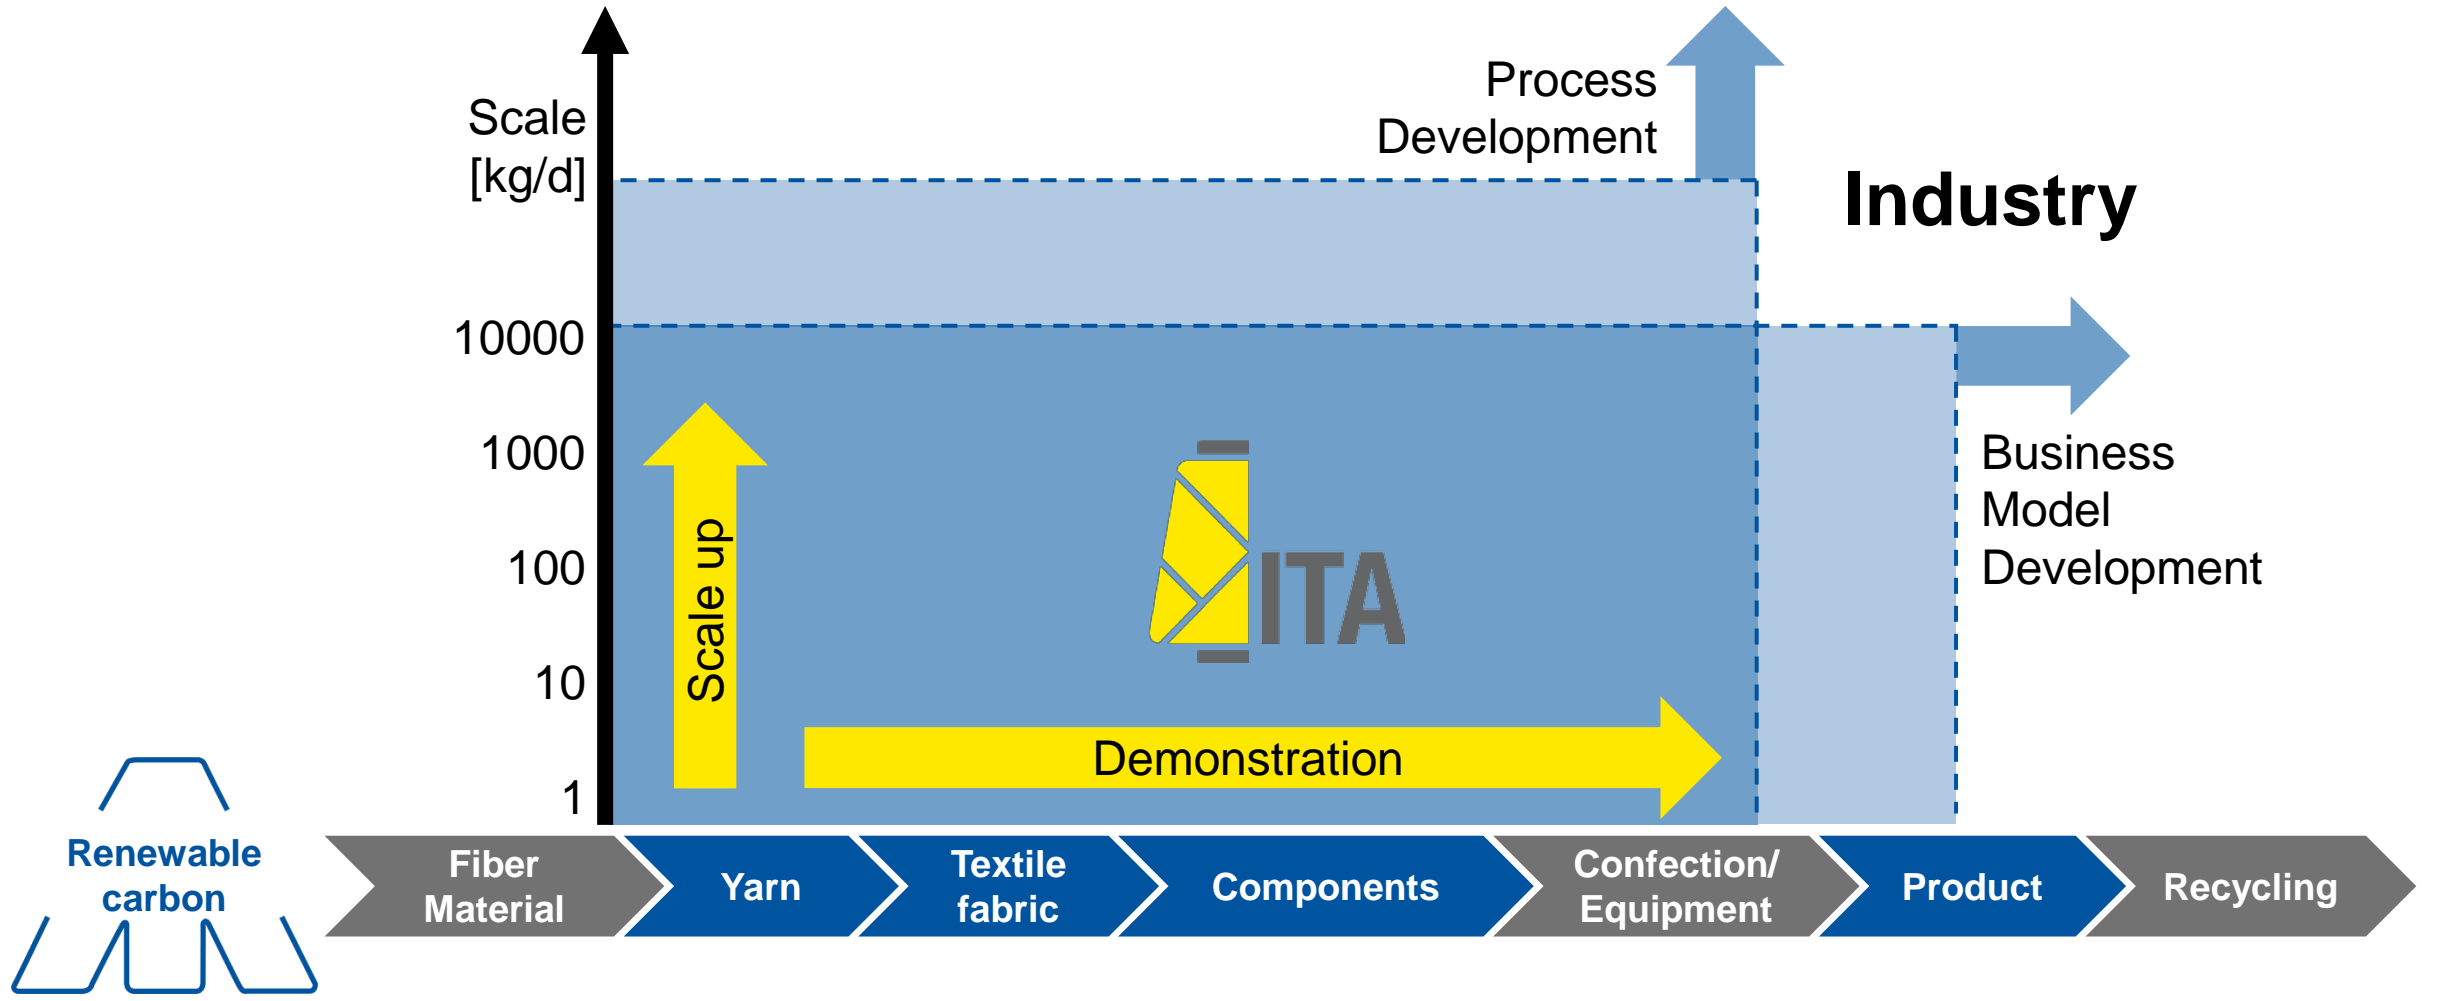 Scale
[kg/d]
Process
Development
Industry
10000
1000
100
10
1
Scale up
ITA
Demonstration
Business
Model
Development
Renewable
carbon
Fiber
Material
Yarn
Textile
fabric
Components
Confection/
Equipment
Product
Recycling